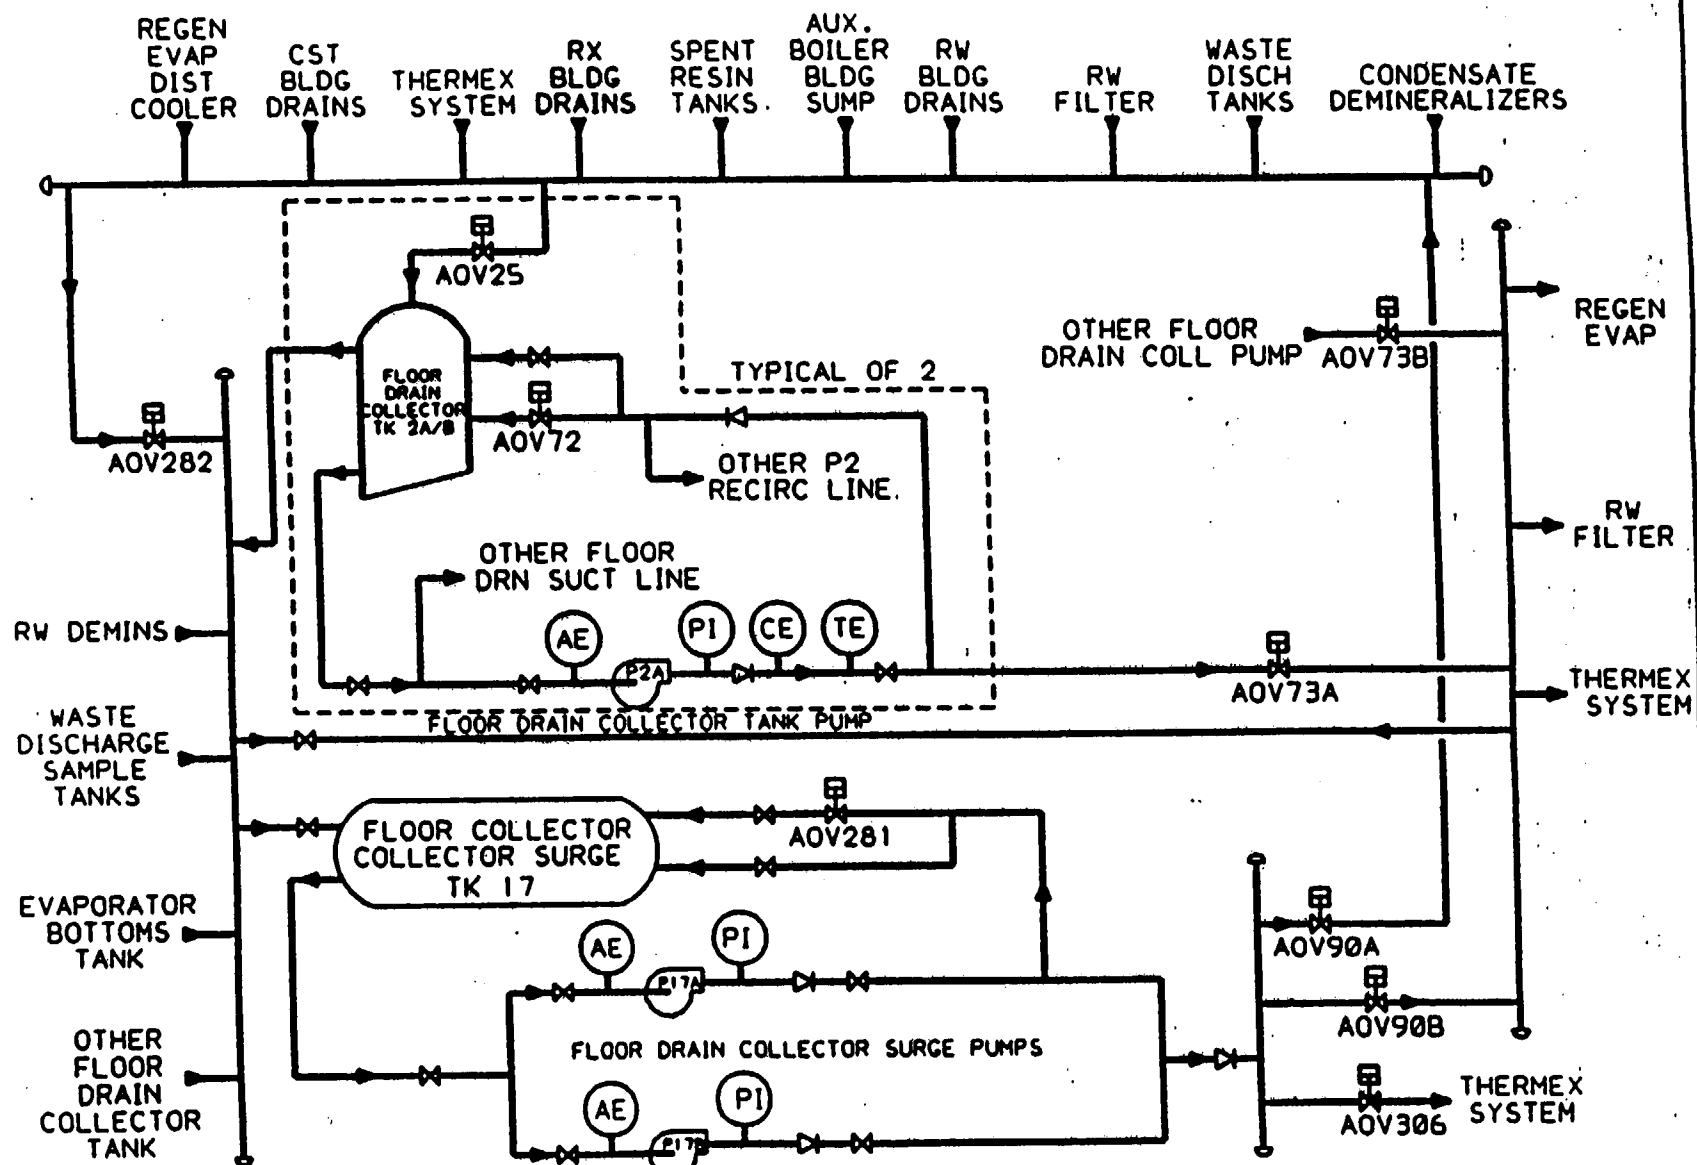 REGEN
EVAP
DIST
COOLER
CST
BLDG
DRAINS
THERMEX
SYSTEM
RX
BLDG
DRAINS
SPENT
RESIN
TANKS
AUX.
BOILER
BLDG
SUMP
RW
BLDG
DRAINS
RW
FILTER
WASTE
DISCH
TANKS
CONDENSATE
DEMINERALIZERS
AOV25
REGEN
EVAP
OTHER FLOOR
DRAIN COLL PUMP
AOV73B
TYPICAL OF 2
FLOOR
DRAIN
COLLECTOR
TK 2A/B
AOV72
AOV282
OTHER P2
RECIRC LINE
RW
FILTER
OTHER FLOOR
DRN SUCT LINE
RW DEMINS
AE
PI
CE
TE
P2A
AOV73A
THERMEX
SYSTEM
FLOOR DRAIN COLLECTOR TANK PUMP
WASTE
DISCHARGE
SAMPLE
TANKS
FLOOR COLLECTOR
COLLECTOR SURGE
TK 17
AOV281
EVAPORATOR
BOTTOMS
TANK
AE
PI
P17A
AOV90A
AOV90B
FLOOR DRAIN COLLECTOR SURGE PUMPS
OTHER
FLOOR
DRAIN
COLLECTOR
TANK
AE
PI
P17B
AOV306
THERMEX
SYSTEM